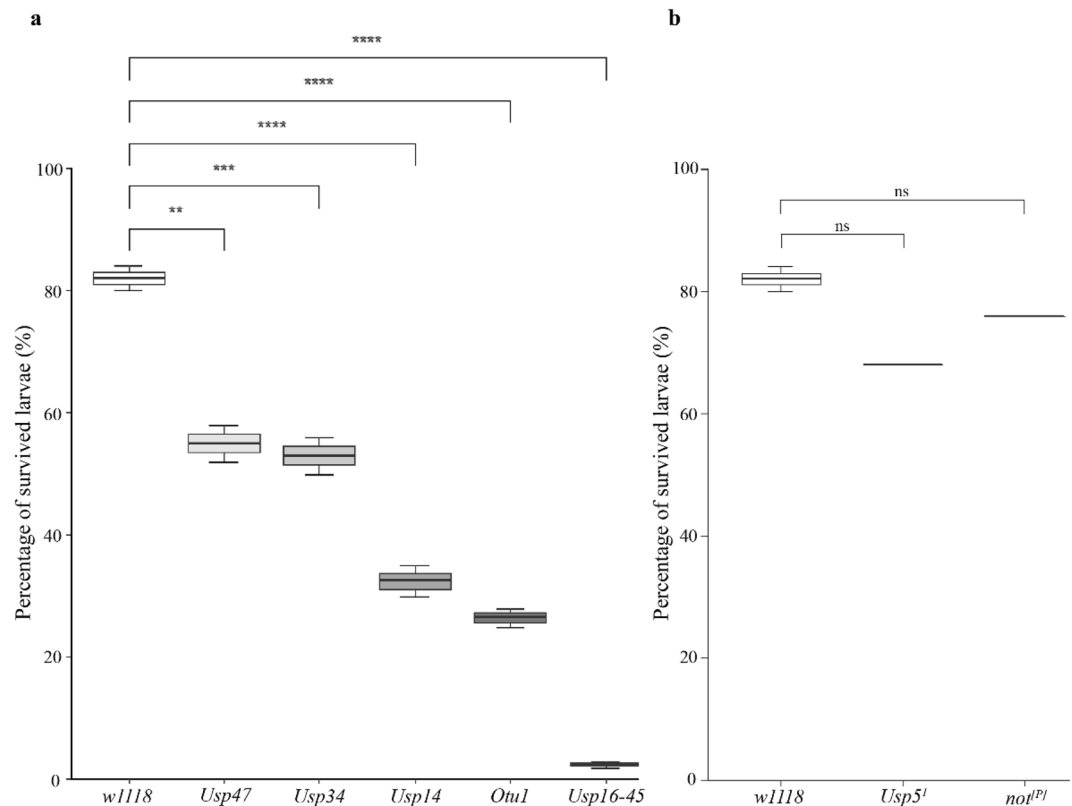 a
****
****
****
***
**
Percentage of survived larvae (%)
100
80
60
40
20
0
w1118 Usp47 Usp34 Usp14 Otu1 Usp16-45
b
ns
ns
Percentage of survived larvae (%)
100
80
60
40
20
0
w1118 Usp5¹ not[P]